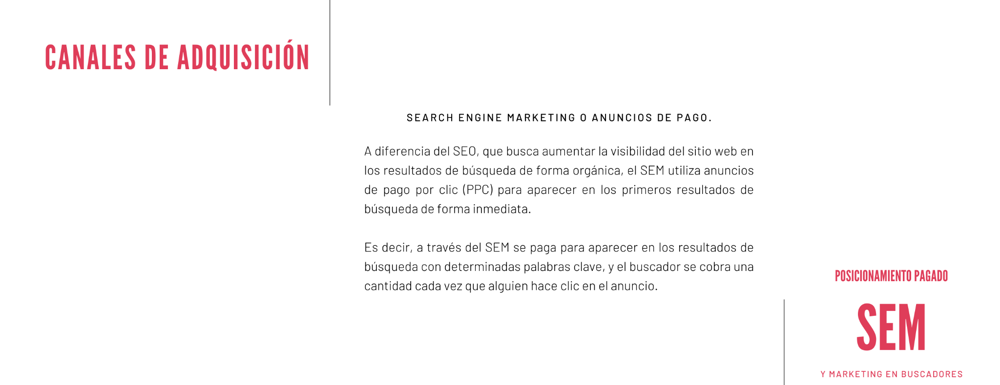 CANALES DE ADQUISICIÓN
SEARCH ENGINE MARKETING O ANUNCIOS DE PAGO.
A diferencia del SEO, que busca aumentar la visibilidad del sitio web en
los resultados de búsqueda de forma orgánica, el SEM utiliza anuncios
de pago por clic (PPC) para aparecer en los primeros resultados de
búsqueda de forma inmediata.
Es decir, a través del SEM se paga para aparecer en los resultados de
búsqueda con determinadas palabras clave, y el buscador se cobra una
cantidad cada vez que alguien hace clic en el anuncio.
POSICIONAMIENTO PAGADO
SEM
Y MARKETING EN BUSCADORES